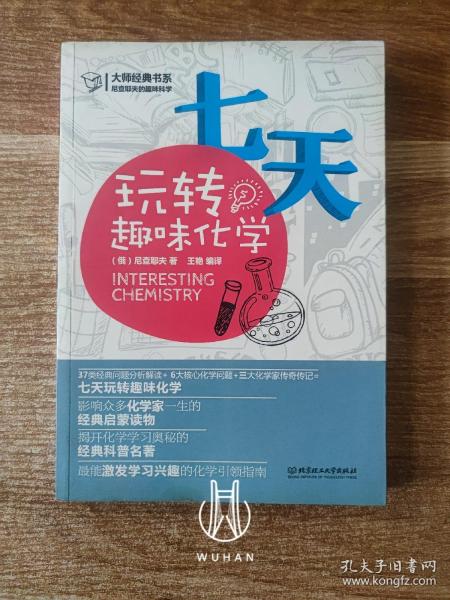 大师经典书系
尼查耶夫的趣味科学
七天
玩转
趣味化学
（俄）尼查耶夫 著 王艳 编译
INTERESTING
CHEMISTRY
37类经典问题分析解读+ 6大核心化学问题+三大化学家传奇传记=
七天玩转趣味化学
影响众多化学家一生的
经典启蒙读物
揭开化学学习奥秘的
经典科普名著
最能激发学习兴趣的化学引领指南
北京理工大学出版社
BEIJING INSTITUTE OF TECHNOLOGY PRESS
WUHAN
孔夫子旧书网
www.kongfz.com